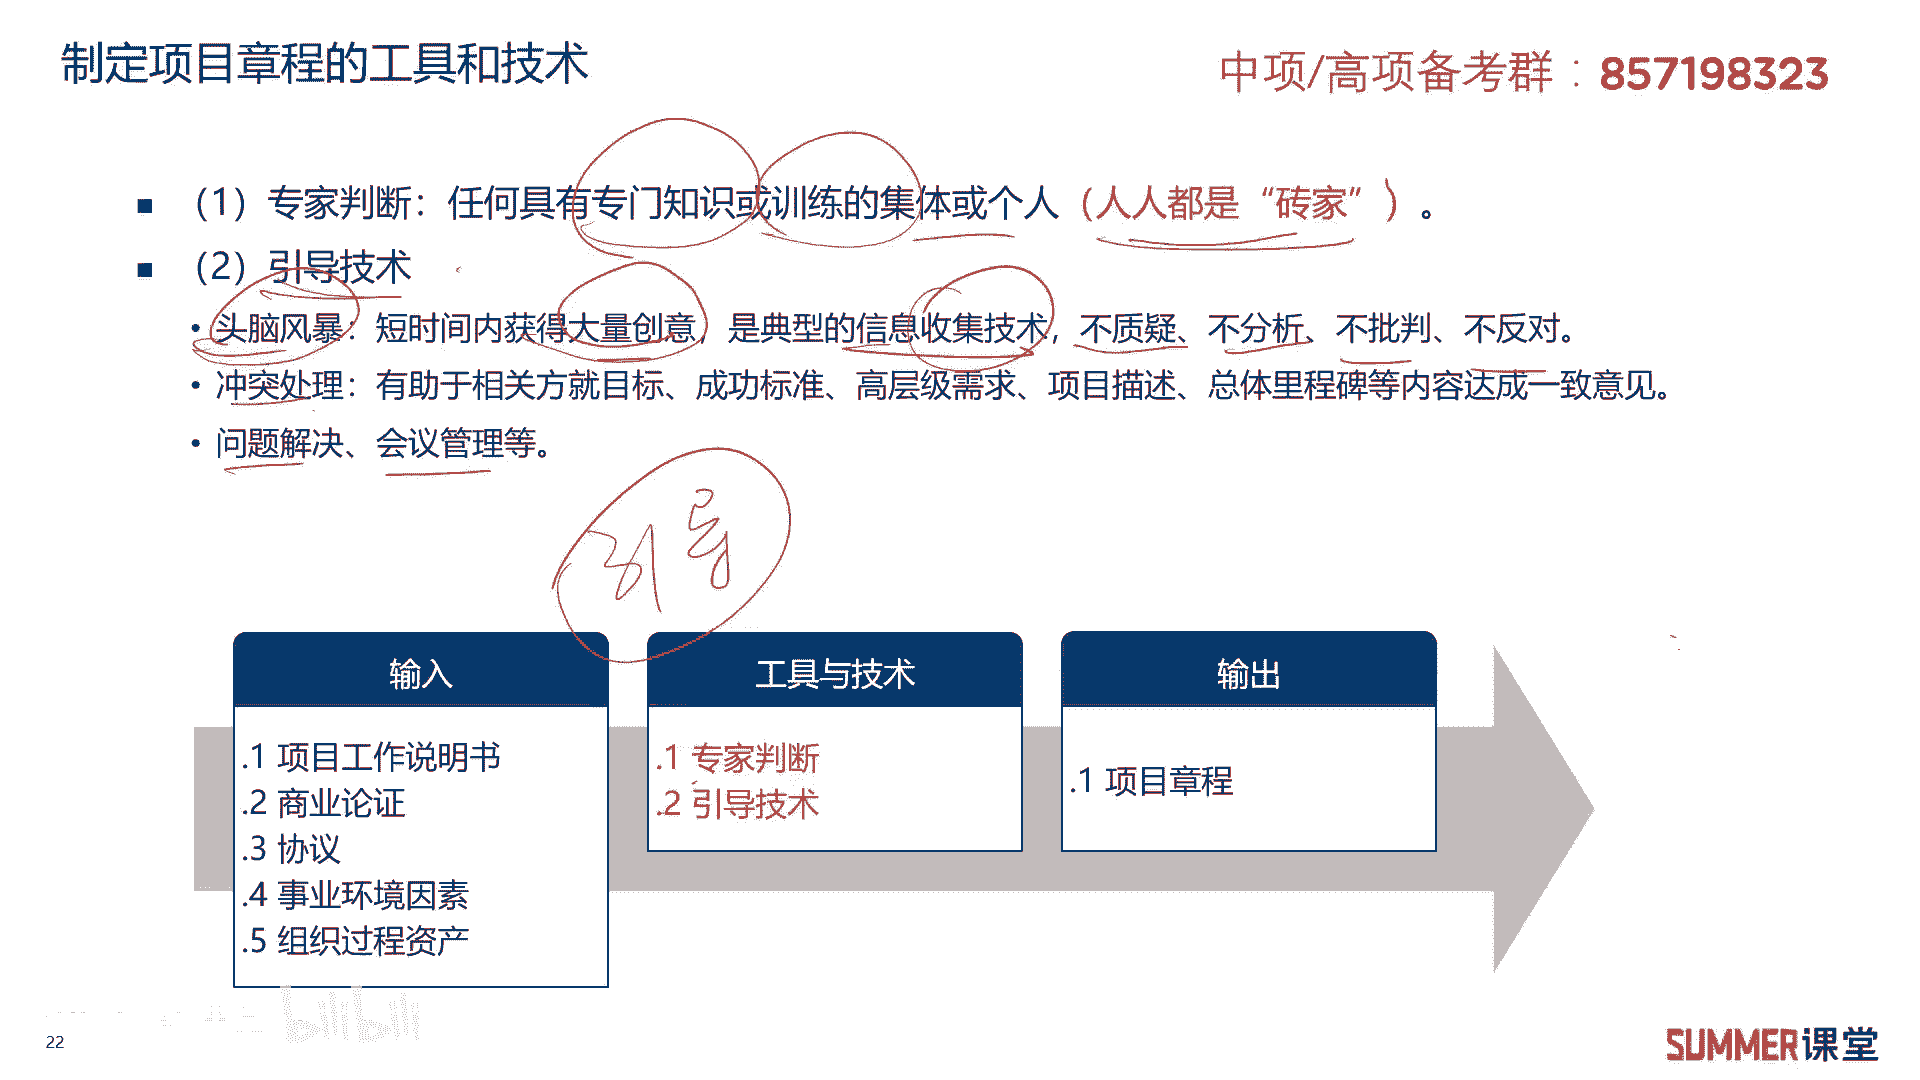 制定项目章程的工具和技术
中项/高项备考群：857198323
■ （1）专家判断：任何具有专门知识或训练的集体或个人（人人都是“砖家”）。
■ （2）引导技术
• 头脑风暴：短时间内获得大量创意，是典型的信息收集技术，不质疑、不分析、不批判、不反对。
• 冲突处理：有助于相关方就目标、成功标准、高层级需求、项目描述、总体里程碑等内容达成一致意见。
• 问题解决、会议管理等。
引导
输入
.1 项目工作说明书
.2 商业论证
.3 协议
.4 事业环境因素
.5 组织过程资产
工具与技术
.1 专家判断
.2 引导技术
输出
.1 项目章程
bilibili
22
SUMMER课堂